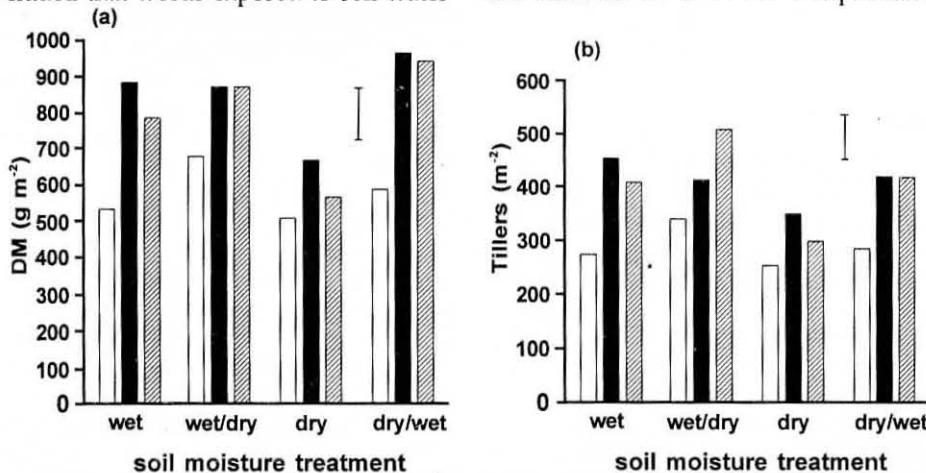 that
(a)
1000
900
800
700
600
500
400
300
200
100
0
DM (g m⁻²)
wet wet/dry dry dry/wet
soil moisture treatment
(b)
600
500
400
300
200
100
0
Tillers (m⁻²)
wet wet/dry dry dry/wet
soil moisture treatment